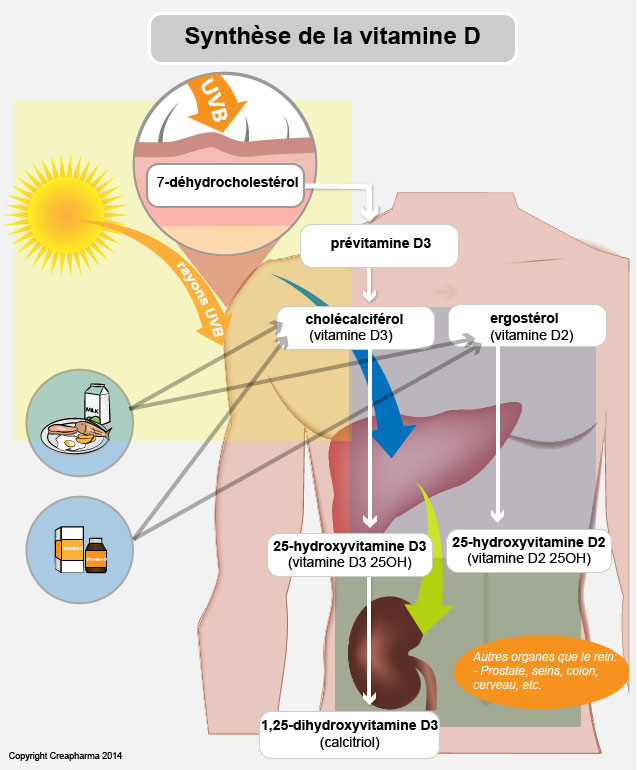 Synthèse de la vitamine D
UVB
7-déhydrocholestérol
prévitamine D3
rayons UVB
cholécalciférol
(vitamine D3)
ergostérol
(vitamine D2)
MILK
25-hydroxyvitamine D3
(vitamine D3 25OH)
25-hydroxyvitamine D2
(vitamine D2 25OH)
Autres organes que le rein:
- Prostate, seins, colon,
cerveau, etc.
1,25-dihydroxyvitamine D3
(calcitriol)
Copyright Creapharma 2014